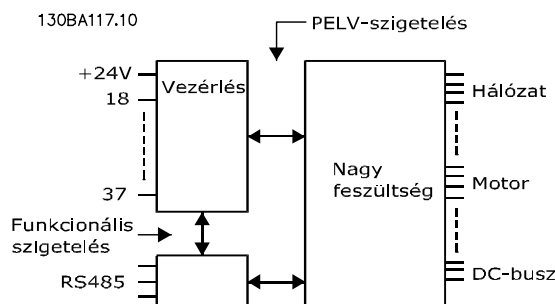 130BA117.10
PELV-szigetelés
+24V
18
37
Vezérlés
Nagy
feszültség
Hálózat
Motor
DC-busz
Funkcionális
szigetelés
RS485